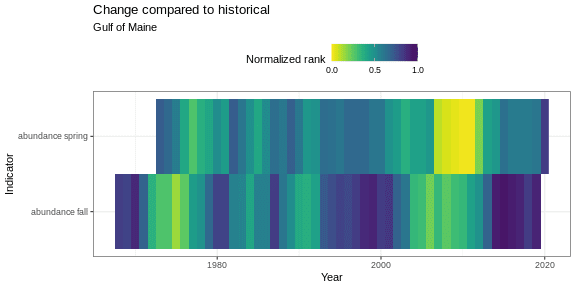 Change compared to historical
Gulf of Maine
Normalized rank
0.0 0.5 1.0
abundance spring
abundance fall
Indicator
1980 2000 2020
Year